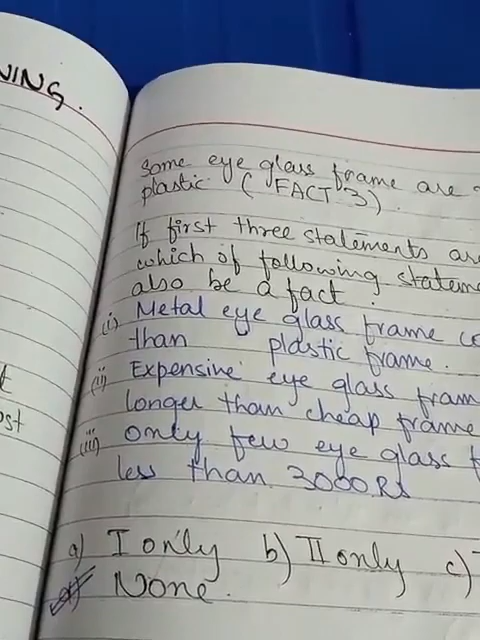 NING.
Some eye glass frame are
plastic (FACT 3)
If first three statements are
which of following statem
also be a fact.
(i) Metal eye glass frame co
than plastic frame.
(ii) Expensive eye glass fram
longer than cheap frame
(iii) only few eye glass f
less than 3000 Rs
a) I only b) II only c)
None.